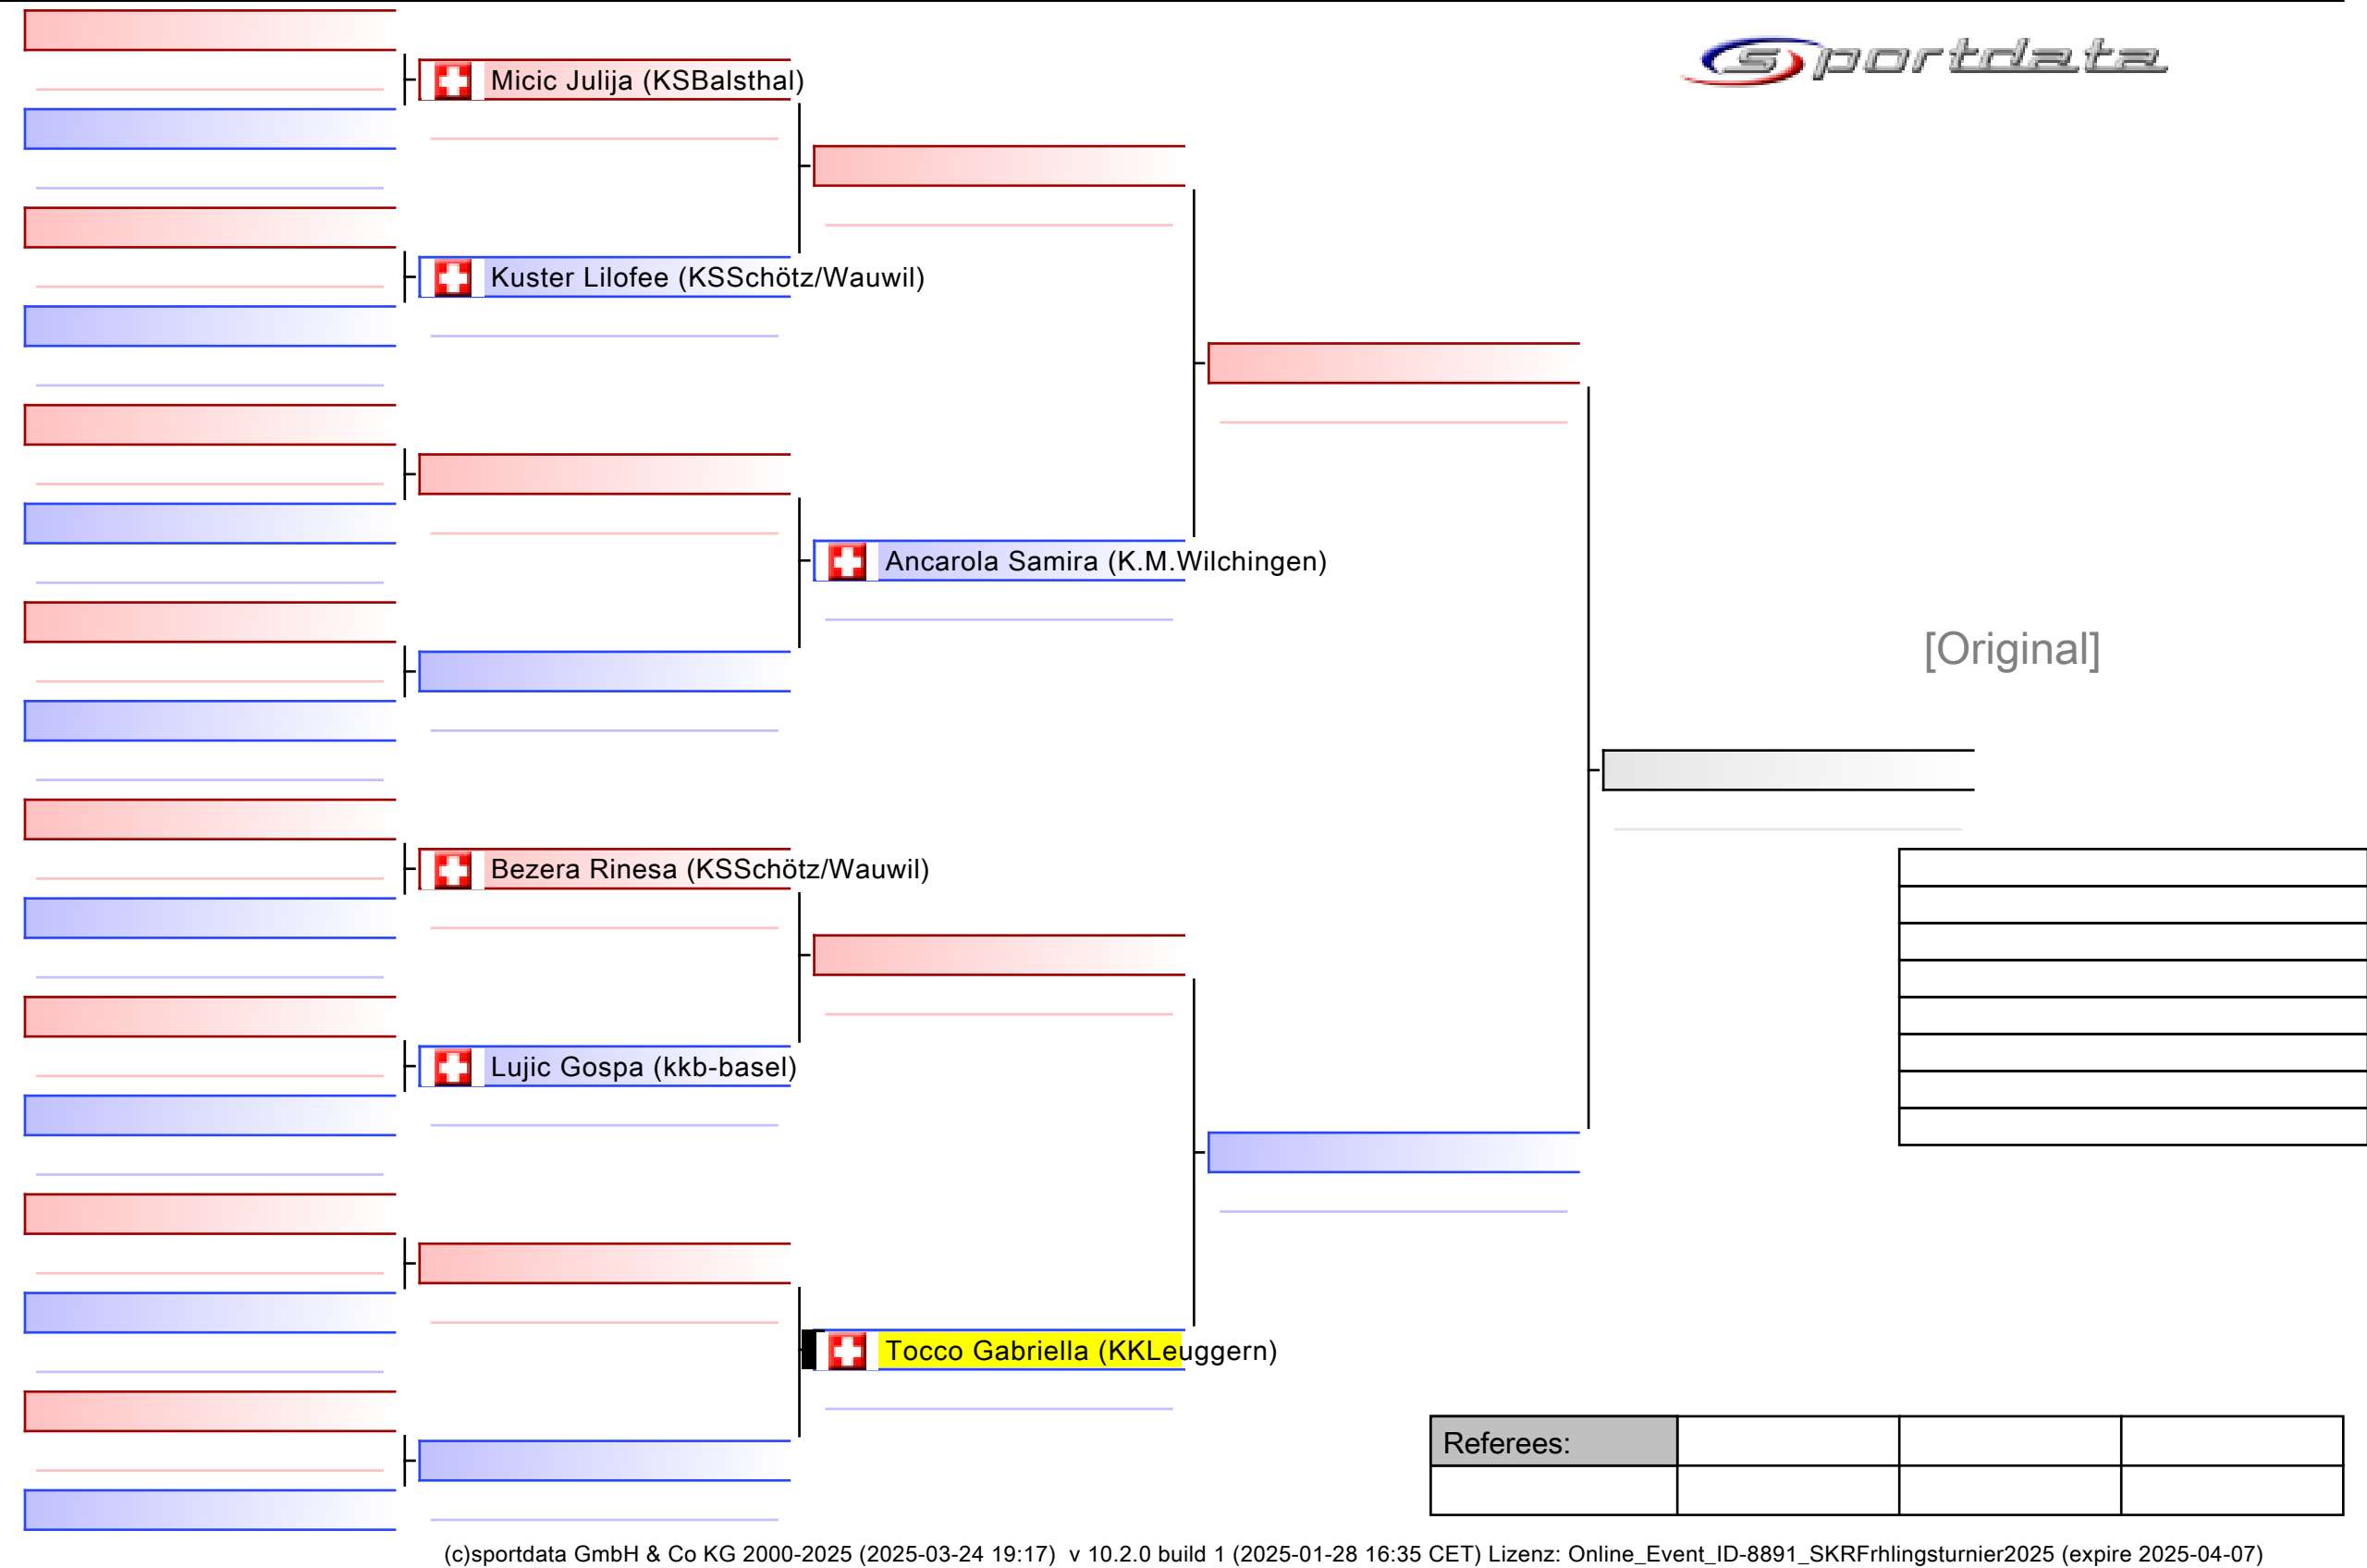 sportdata
Micic Julija (KSBalsthal)
Kuster Lilofee (KSSchötz/Wauwil)
Ancarola Samira (K.M.Wilchingen)
[Original]
Bezera Rinesa (KSSchötz/Wauwil)
Lujic Gospa (kkb-basel)
Tocco Gabriella (KKLeuggern)
Referees:
(c)sportdata GmbH & Co KG 2000-2025 (2025-03-24 19:17)  v 10.2.0 build 1 (2025-01-28 16:35 CET) Lizenz: Online_Event_ID-8891_SKRFrhlingsturnier2025 (expire 2025-04-07)